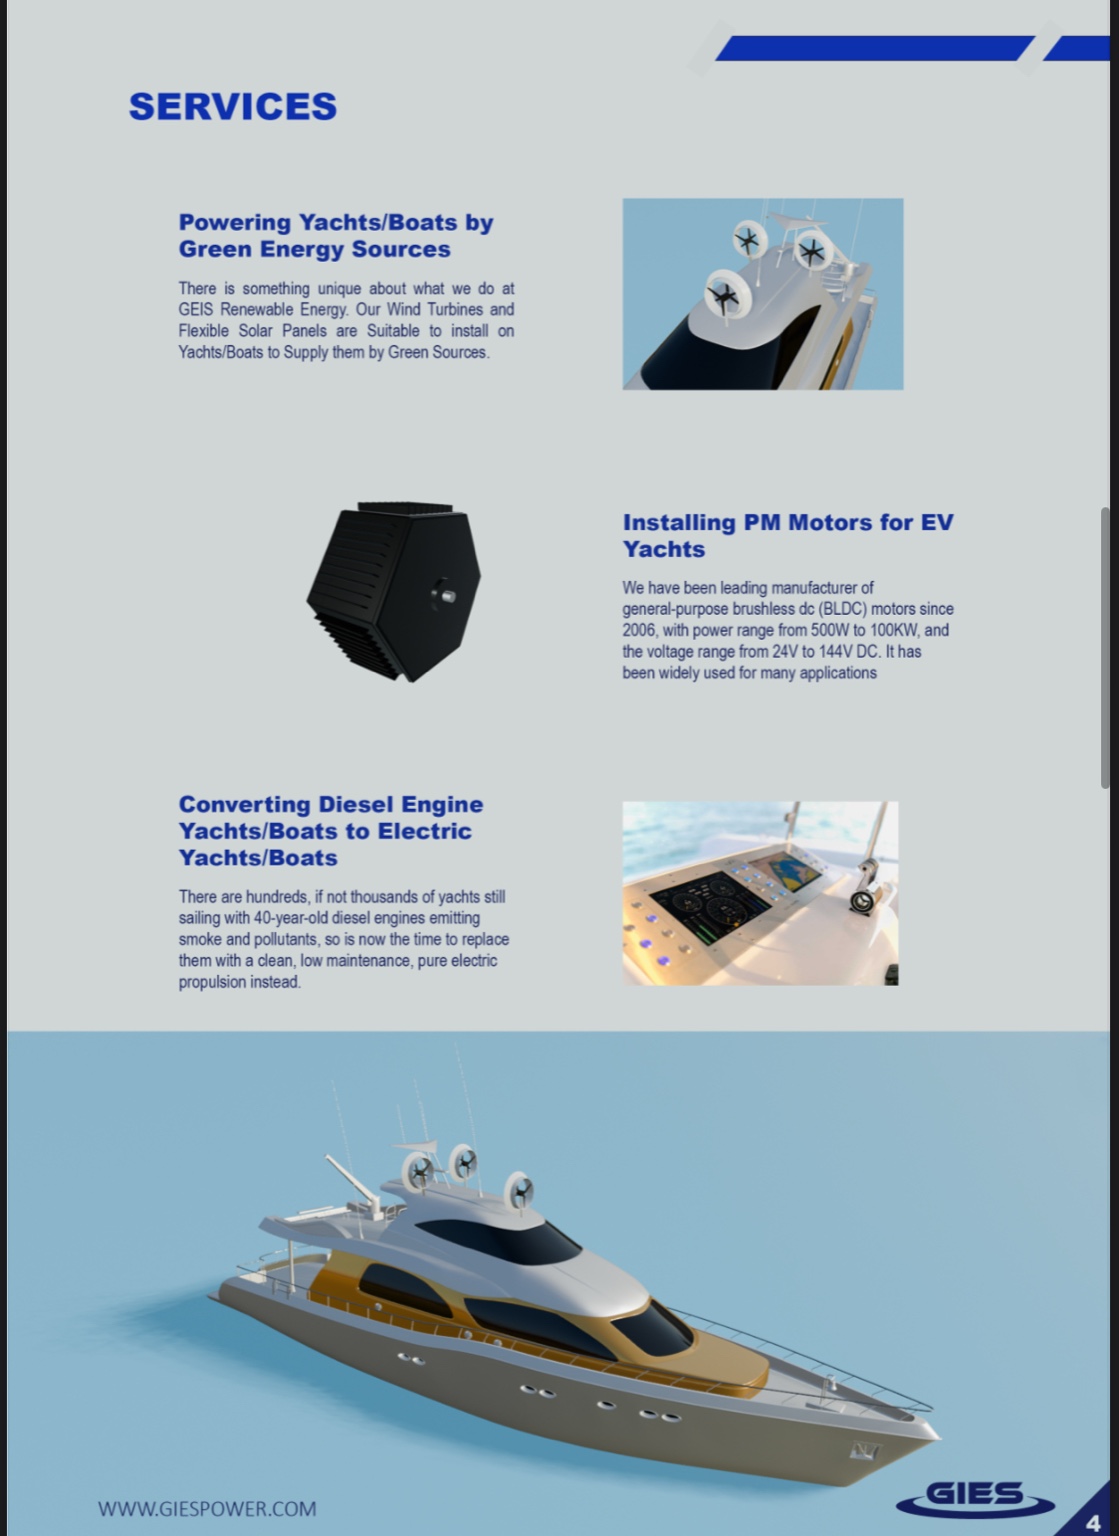 SERVICES
Powering Yachts/Boats by
Green Energy Sources
There is something unique about what we do at
GEIS Renewable Energy. Our Wind Turbines and
Flexible Solar Panels are Suitable to install on
Yachts/Boats to Supply them by Green Sources.
Installing PM Motors for EV
Yachts
We have been leading manufacturer of
general-purpose brushless dc (BLDC) motors since
2006, with power range from 500W to 100KW, and
the voltage range from 24V to 144V DC. It has
been widely used for many applications
Converting Diesel Engine
Yachts/Boats to Electric
Yachts/Boats
There are hundreds, if not thousands of yachts still
sailing with 40-year-old diesel engines emitting
smoke and pollutants, so is now the time to replace
them with a clean, low maintenance, pure electric
propulsion instead.
WWW.GIESPOWER.COM
GIES
4